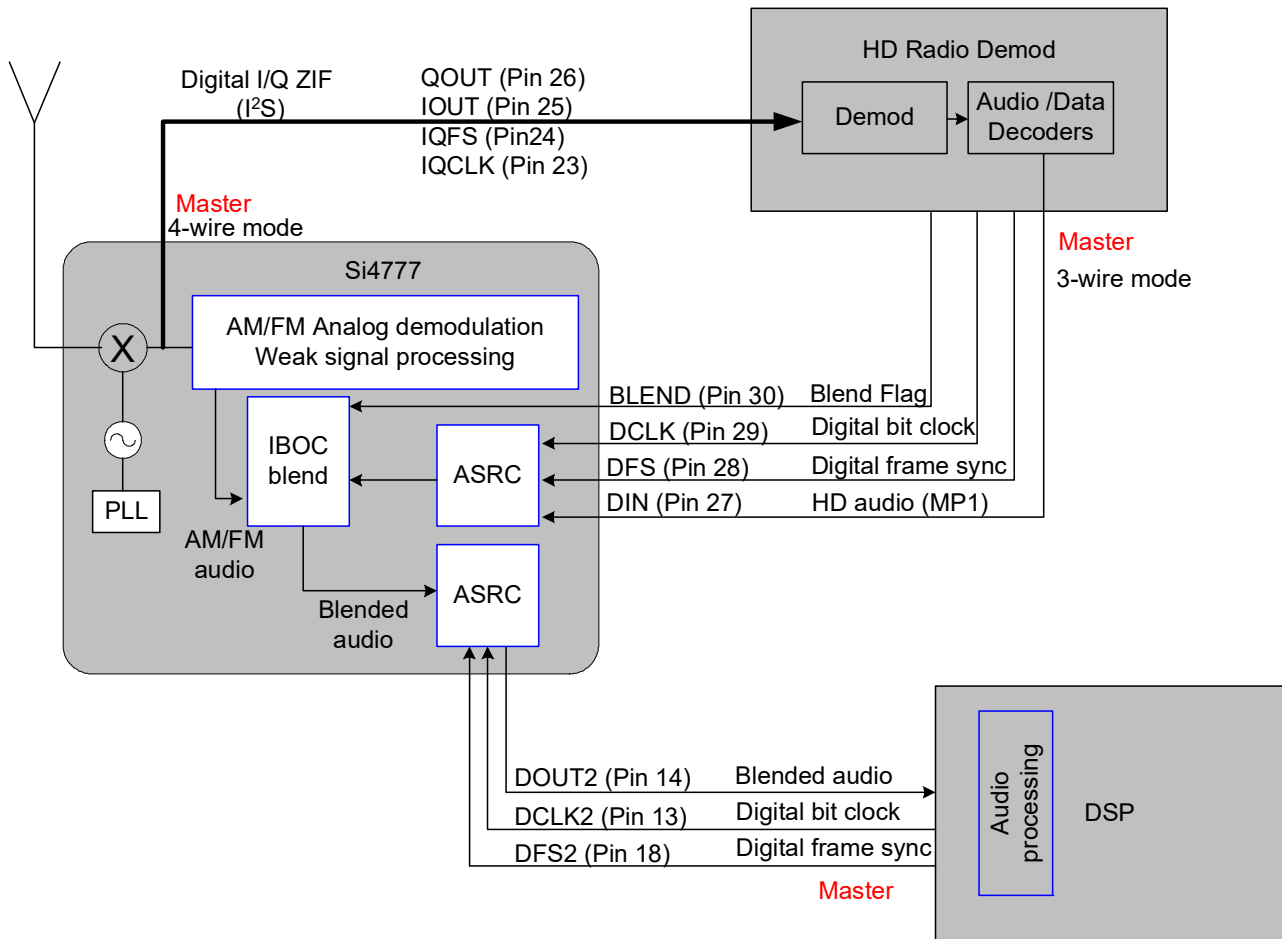 HD Radio Demod
Digital I/Q ZIF
(I²S)
QOUT (Pin 26)
IOUT (Pin 25)
IQFS (Pin24)
IQCLK (Pin 23)
Demod
Audio /Data
Decoders
Master
4-wire mode
Master
3-wire mode
Si4777
X
AM/FM Analog demodulation
Weak signal processing
PLL
IBOC
blend
ASRC
AM/FM
audio
BLEND (Pin 30) Blend Flag
DCLK (Pin 29) Digital bit clock
DFS (Pin 28) Digital frame sync
DIN (Pin 27) HD audio (MP1)
ASRC
Blended
audio
DOUT2 (Pin 14) Blended audio
DCLK2 (Pin 13) Digital bit clock
DFS2 (Pin 18) Digital frame sync
Master
Audio
processing
DSP